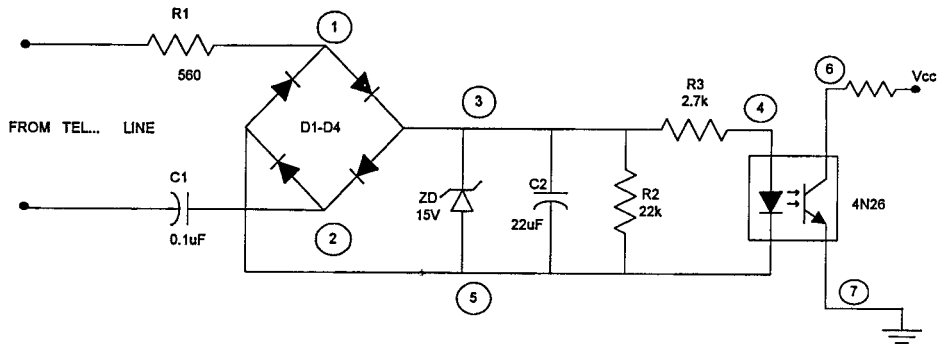 R1
1
560
6
Vcc
R3
2.7k
3
4
FROM TEL... LINE
D1-D4
C1
0.1uF
2
ZD
15V
C2
22uF
R2
22k
4N26
5
7